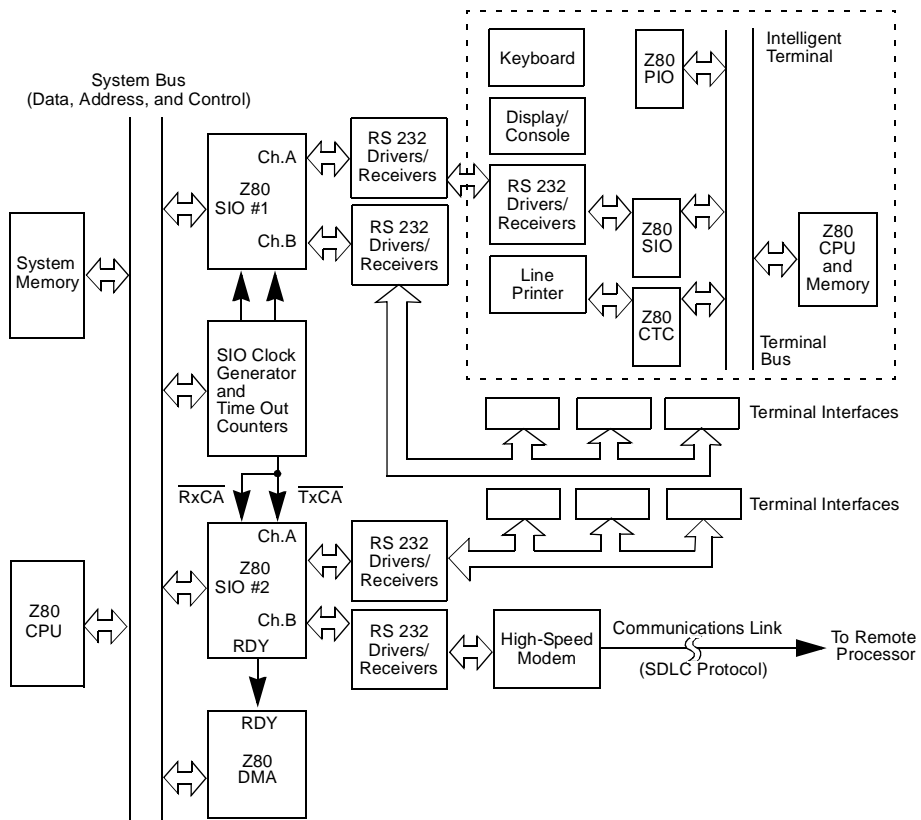 System Bus
(Data, Address, and Control)
System
Memory
Z80
CPU
Ch.A
Z80
SIO #1
Ch.B
RS 232
Drivers/
Receivers
RS 232
Drivers/
Receivers
SIO Clock
Generator
and
Time Out
Counters
RxCA
TxCA
Ch.A
Z80
SIO #2
Ch.B
RDY
RDY
Z80
DMA
RS 232
Drivers/
Receivers
RS 232
Drivers/
Receivers
High-Speed
Modem
Communications Link
(SDLC Protocol)
To Remote
Processor
Keyboard
Display/
Console
RS 232
Drivers/
Receivers
Line
Printer
Z80
PIO
Z80
SIO
Z80
CTC
Intelligent
Terminal
Z80
CPU
and
Memory
Terminal
Bus
Terminal Interfaces
Terminal Interfaces